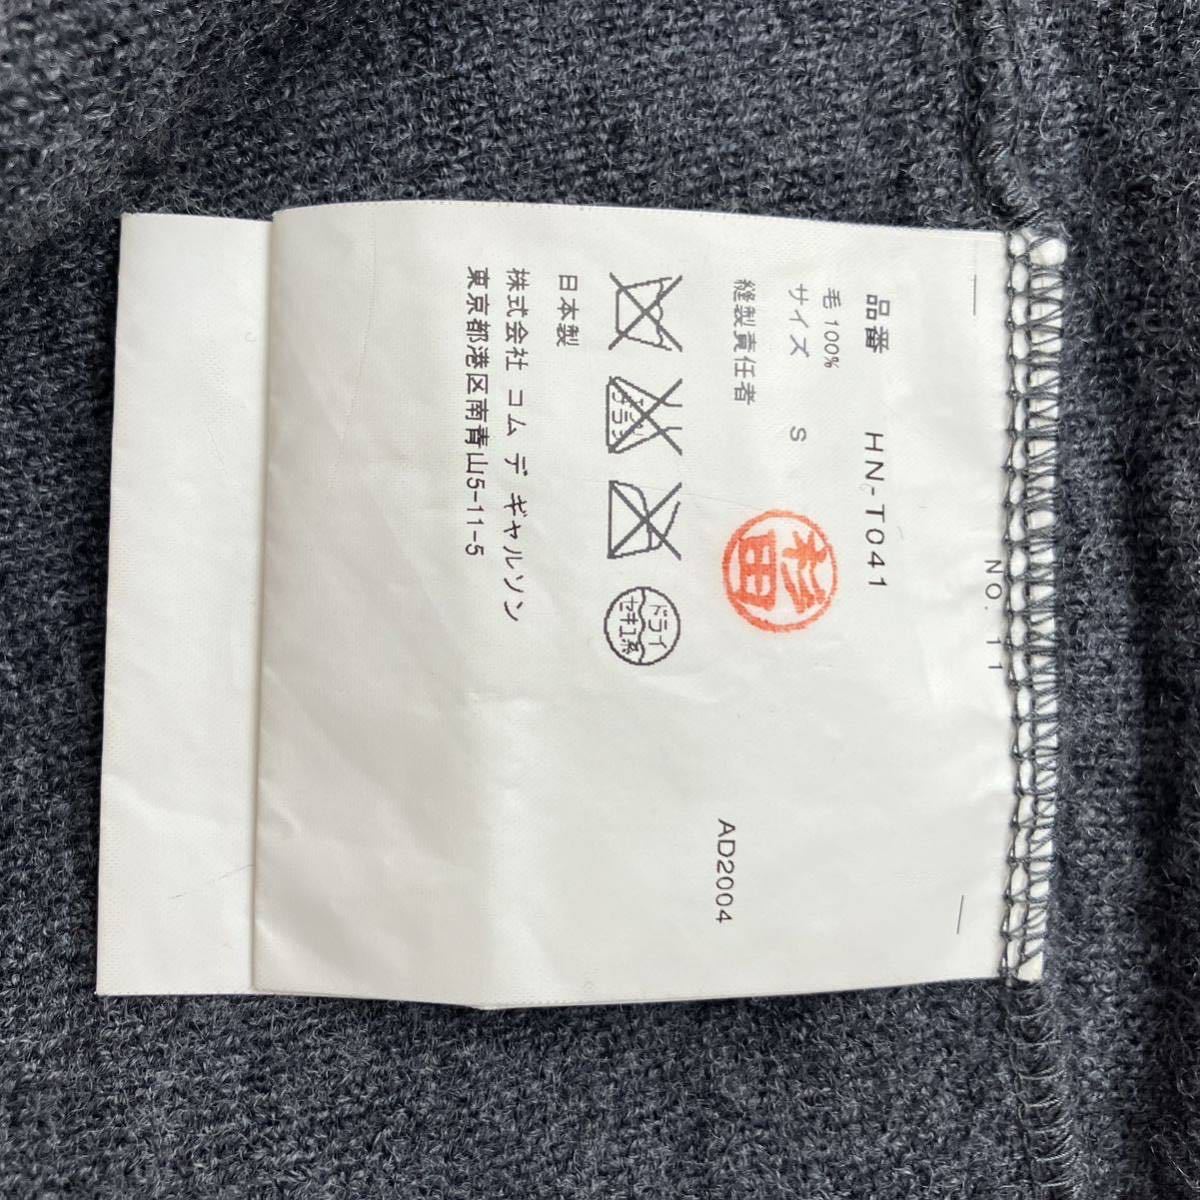 NO. 11
品番 HN-T041
毛 100%
サイズ S
縫製責任者
杉田
AD2004
ドライ
セキユ系
日本製
株式会社 コム デ ギャルソン
東京都港区南青山5-11-5